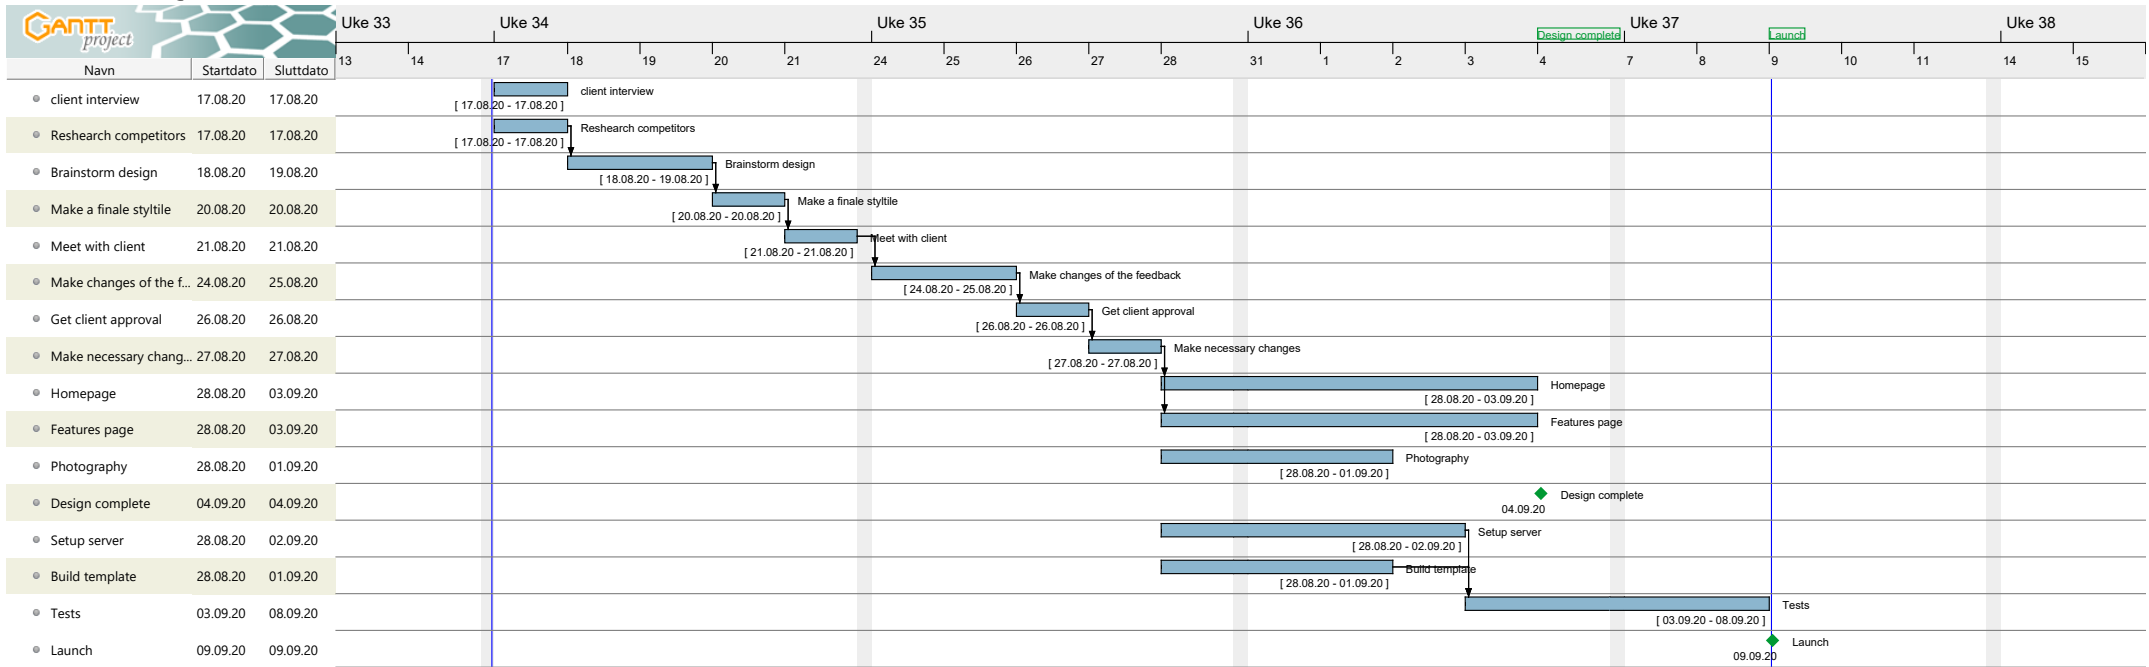 GANTT
project
Uke 33 Uke 34 Uke 35 Uke 36 Uke 37 Uke 38
Design complete Launch
13 14 17 18 19 20 21 24 25 26 27 28 31 1 2 3 4 7 8 9 10 11 14 15
Navn Startdato Sluttdato
client interview 17.08.20 17.08.20 client interview
[ 17.08.20 - 17.08.20 ]
Reshearch competitors 17.08.20 17.08.20 Reshearch competitors
[ 17.08.20 - 17.08.20 ]
Brainstorm design 18.08.20 19.08.20 Brainstorm design
[ 18.08.20 - 19.08.20 ]
Make a finale styltile 20.08.20 20.08.20 Make a finale styltile
[ 20.08.20 - 20.08.20 ]
Meet with client 21.08.20 21.08.20 Meet with client
[ 21.08.20 - 21.08.20 ]
Make changes of the f... 24.08.20 25.08.20 Make changes of the feedback
[ 24.08.20 - 25.08.20 ]
Get client approval 26.08.20 26.08.20 Get client approval
[ 26.08.20 - 26.08.20 ]
Make necessary chang... 27.08.20 27.08.20 Make necessary changes
[ 27.08.20 - 27.08.20 ]
Homepage 28.08.20 03.09.20 Homepage
[ 28.08.20 - 03.09.20 ]
Features page 28.08.20 03.09.20 Features page
[ 28.08.20 - 03.09.20 ]
Photography 28.08.20 01.09.20 Photography
[ 28.08.20 - 01.09.20 ]
Design complete 04.09.20 04.09.20 Design complete
04.09.20
Setup server 28.08.20 02.09.20 Setup server
[ 28.08.20 - 02.09.20 ]
Build template 28.08.20 01.09.20 Build template
[ 28.08.20 - 01.09.20 ]
Tests 03.09.20 08.09.20 Tests
[ 03.09.20 - 08.09.20 ]
Launch 09.09.20 09.09.20 Launch
09.09.20